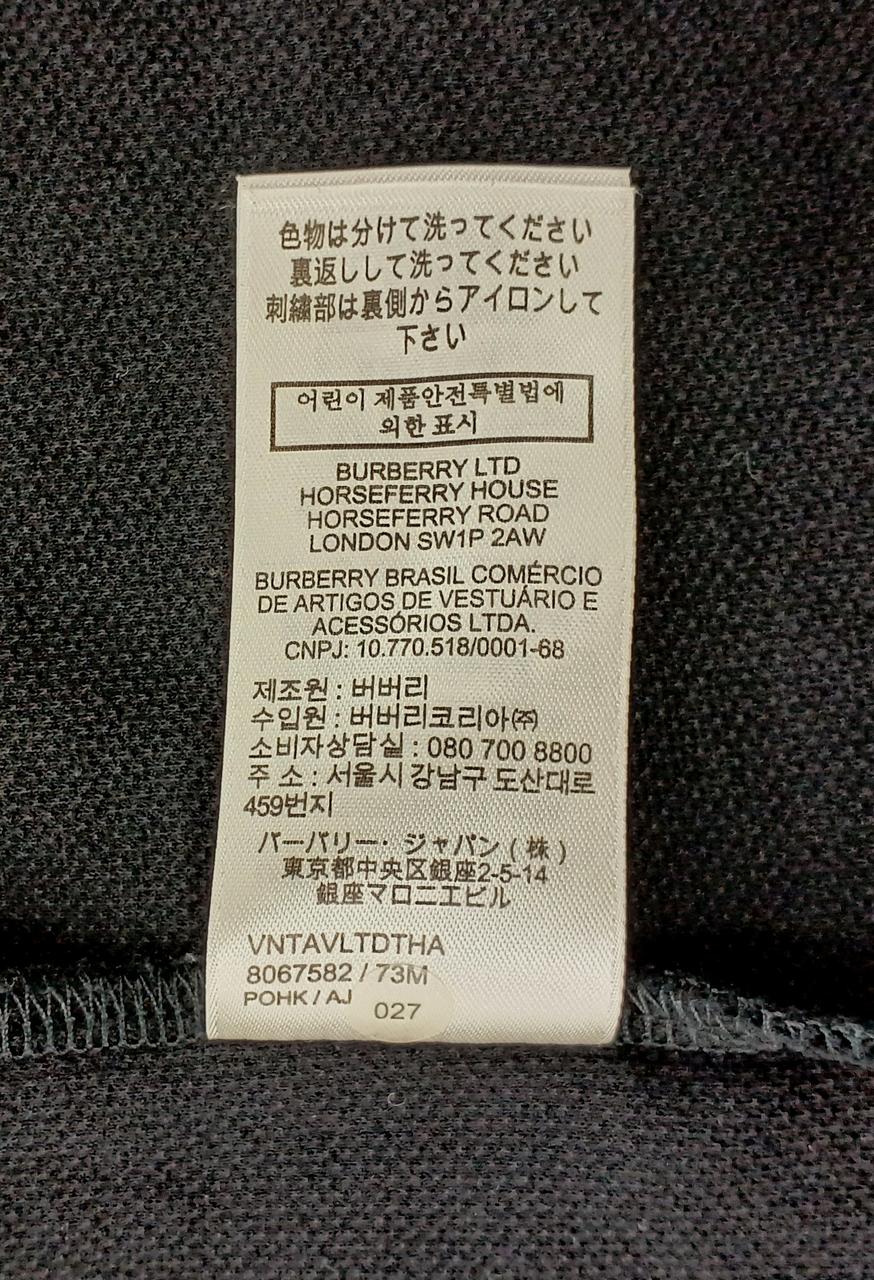 色物は分けて洗ってください
裏返しして洗ってください
刺繍部は裏側からアイロンして
下さい
어린이 제품안전특별법에
의한 표시
BURBERRY LTD
HORSEFERRY HOUSE
HORSEFERRY ROAD
LONDON SW1P 2AW
BURBERRY BRASIL COMÉRCIO
DE ARTIGOS DE VESTUÁRIO E
ACESSÓRIOS LTDA.
CNPJ: 10.770.518/0001-68
제조원 : 버버리
수입원 : 버버리코리아㈜
소비자상담실 : 080 700 8800
주 소 : 서울시 강남구 도산대로
459번지
バーバリー・ジャパン ( 株 )
東京都中央区銀座2-5-14
銀座マロニエビル
VNTAVLTDTHA
8067582 / 73M
POHK / AJ
027